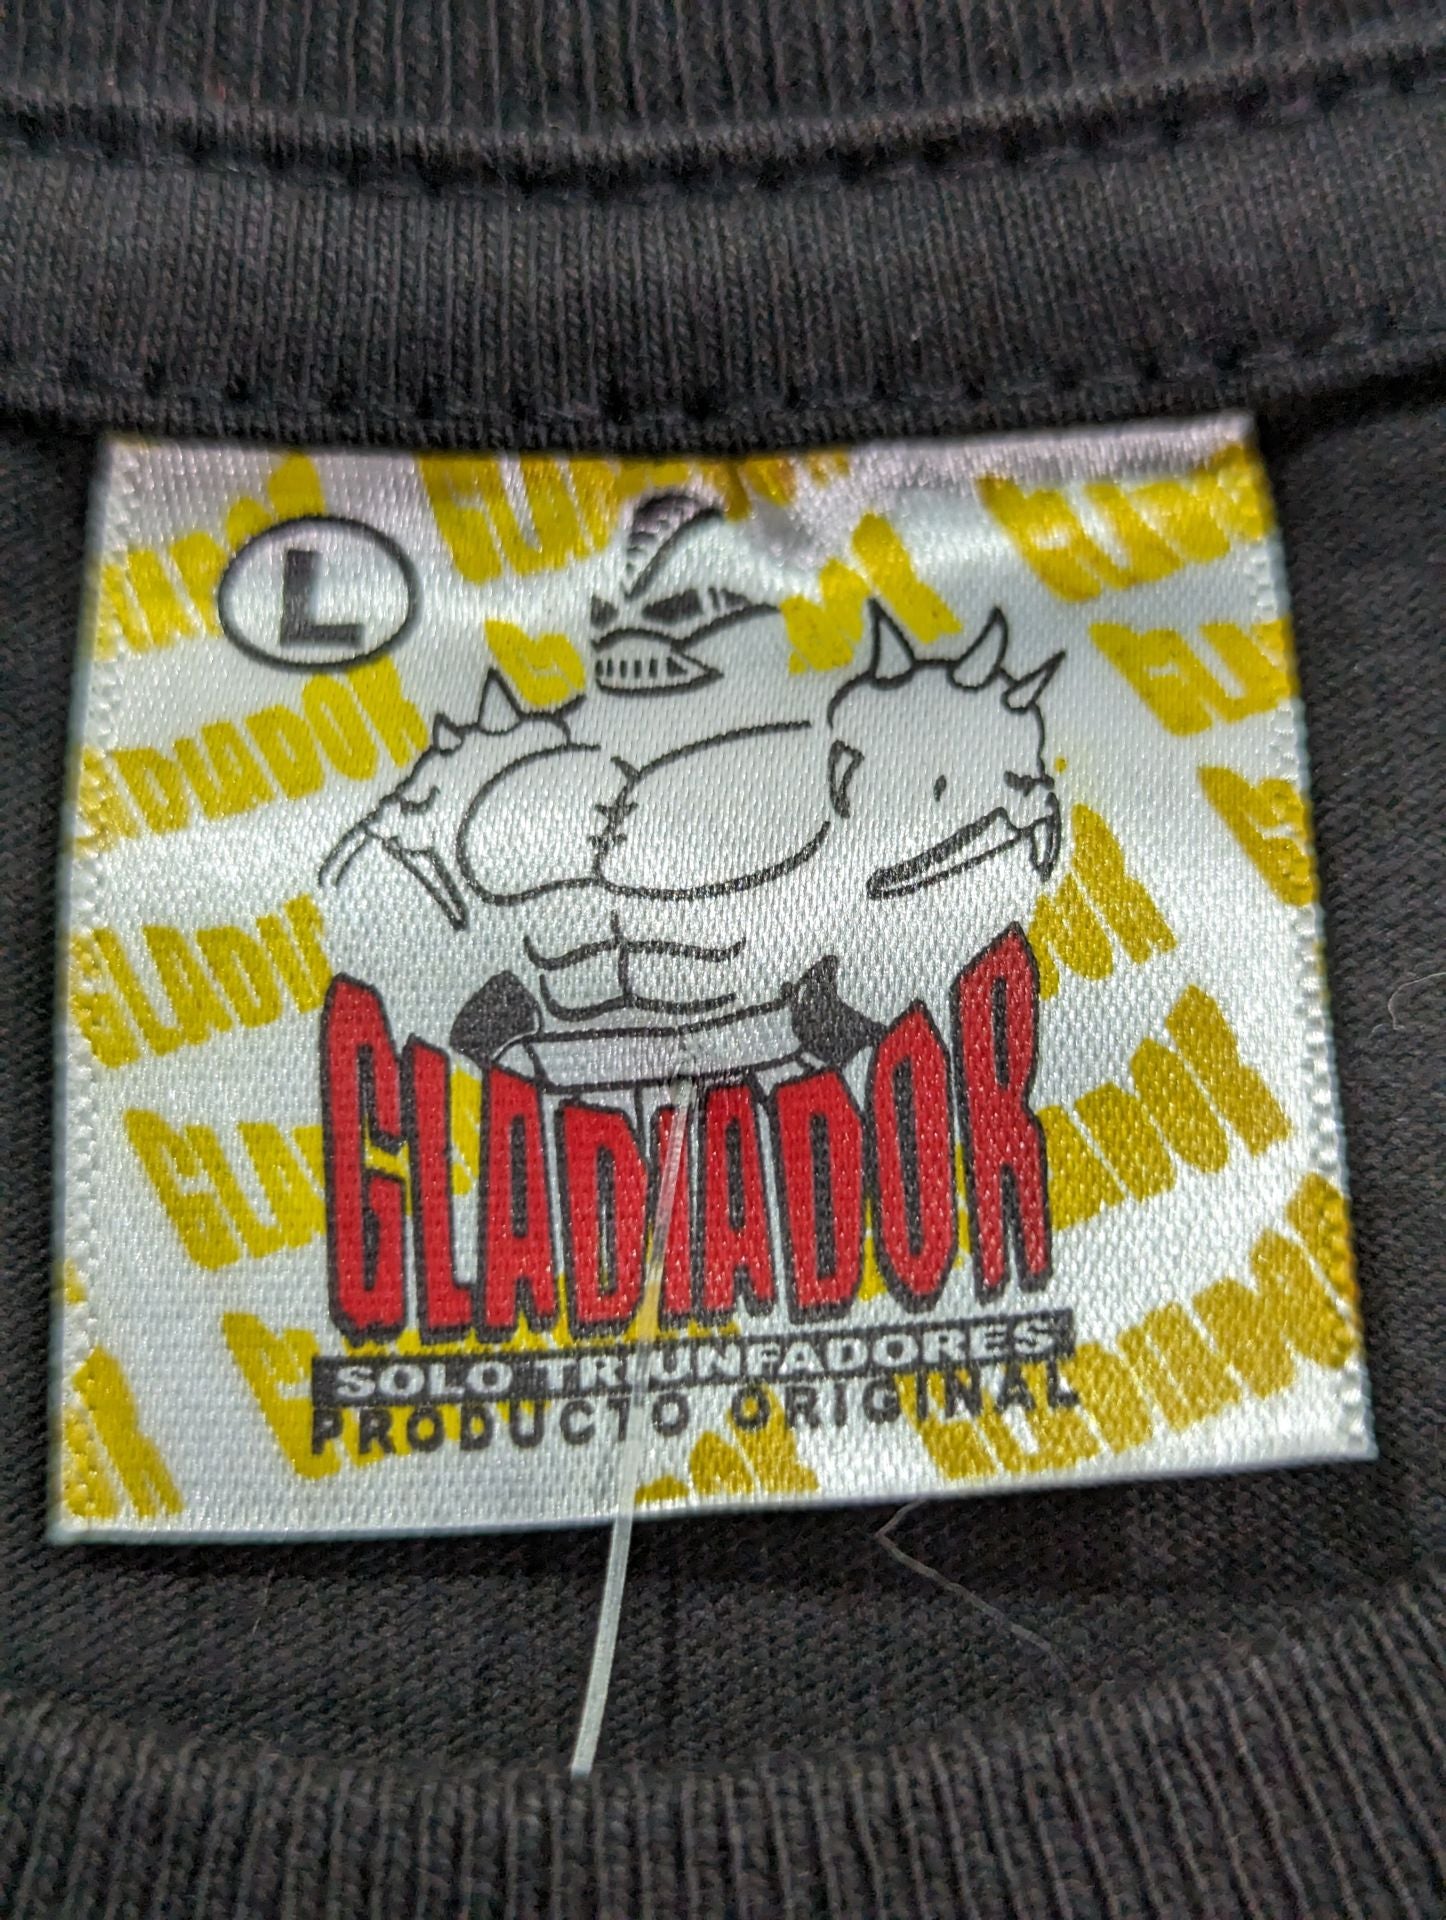 L
GLADIADOR
SOLO TRIUNFADORES
PRODUCTO ORIGINAL